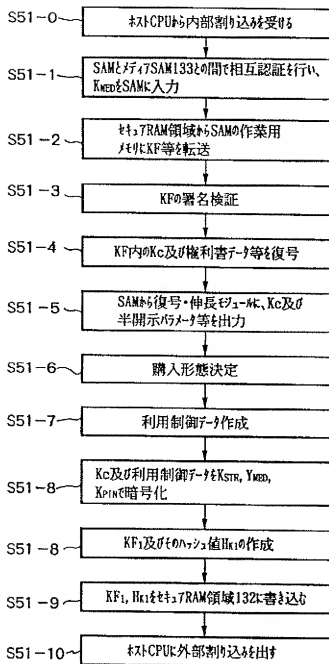 S51-0
ホストCPUから内部割り込みを受ける
S51-1
SAMとメディアSAM133との間で相互認証を行い、
KMEDをSAMに入力
S51-2
セキュアRAM領域からSAMの作業用
メモリにKF等を転送
S51-3
KFの署名検証
S51-4
KF内のKc及び権利書データ等を復号
S51-5
SAMから復号・伸長モジュールに、Kc及び
半開示パラメータ等を出力
S51-6
購入形態決定
S51-7
利用制御データ作成
S51-8
Kc及び利用制御データをKSTR, YMED,
KPINで暗号化
S51-8
KF1及びそのハッシュ値HK1の作成
S51-9
KF1, HK1をセキュアRAM領域132に書き込む
S51-10
ホストCPUに外部割り込みを出す